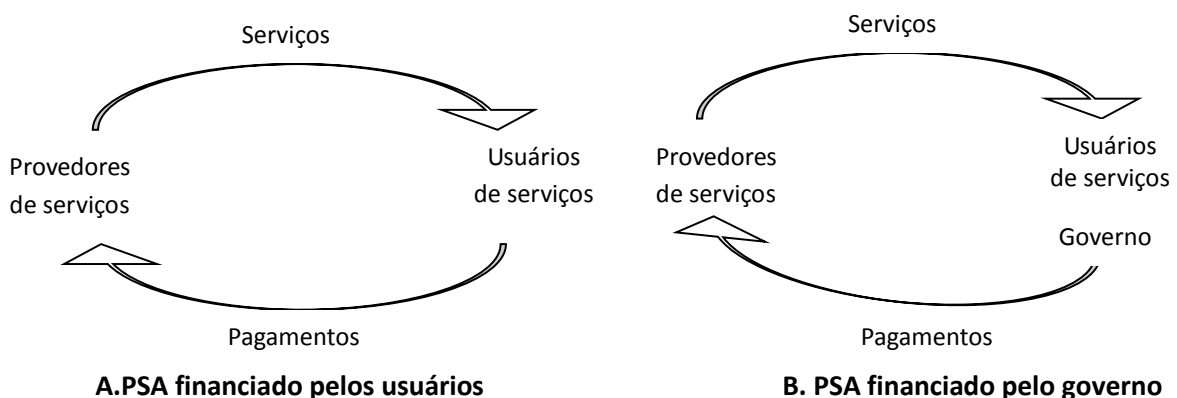 Serviços
Provedores
de serviços
Usuários
de serviços
Pagamentos
A.PSA financiado pelos usuários
Serviços
Provedores
de serviços
Usuários
de serviços
Governo
Pagamentos
B. PSA financiado pelo governo